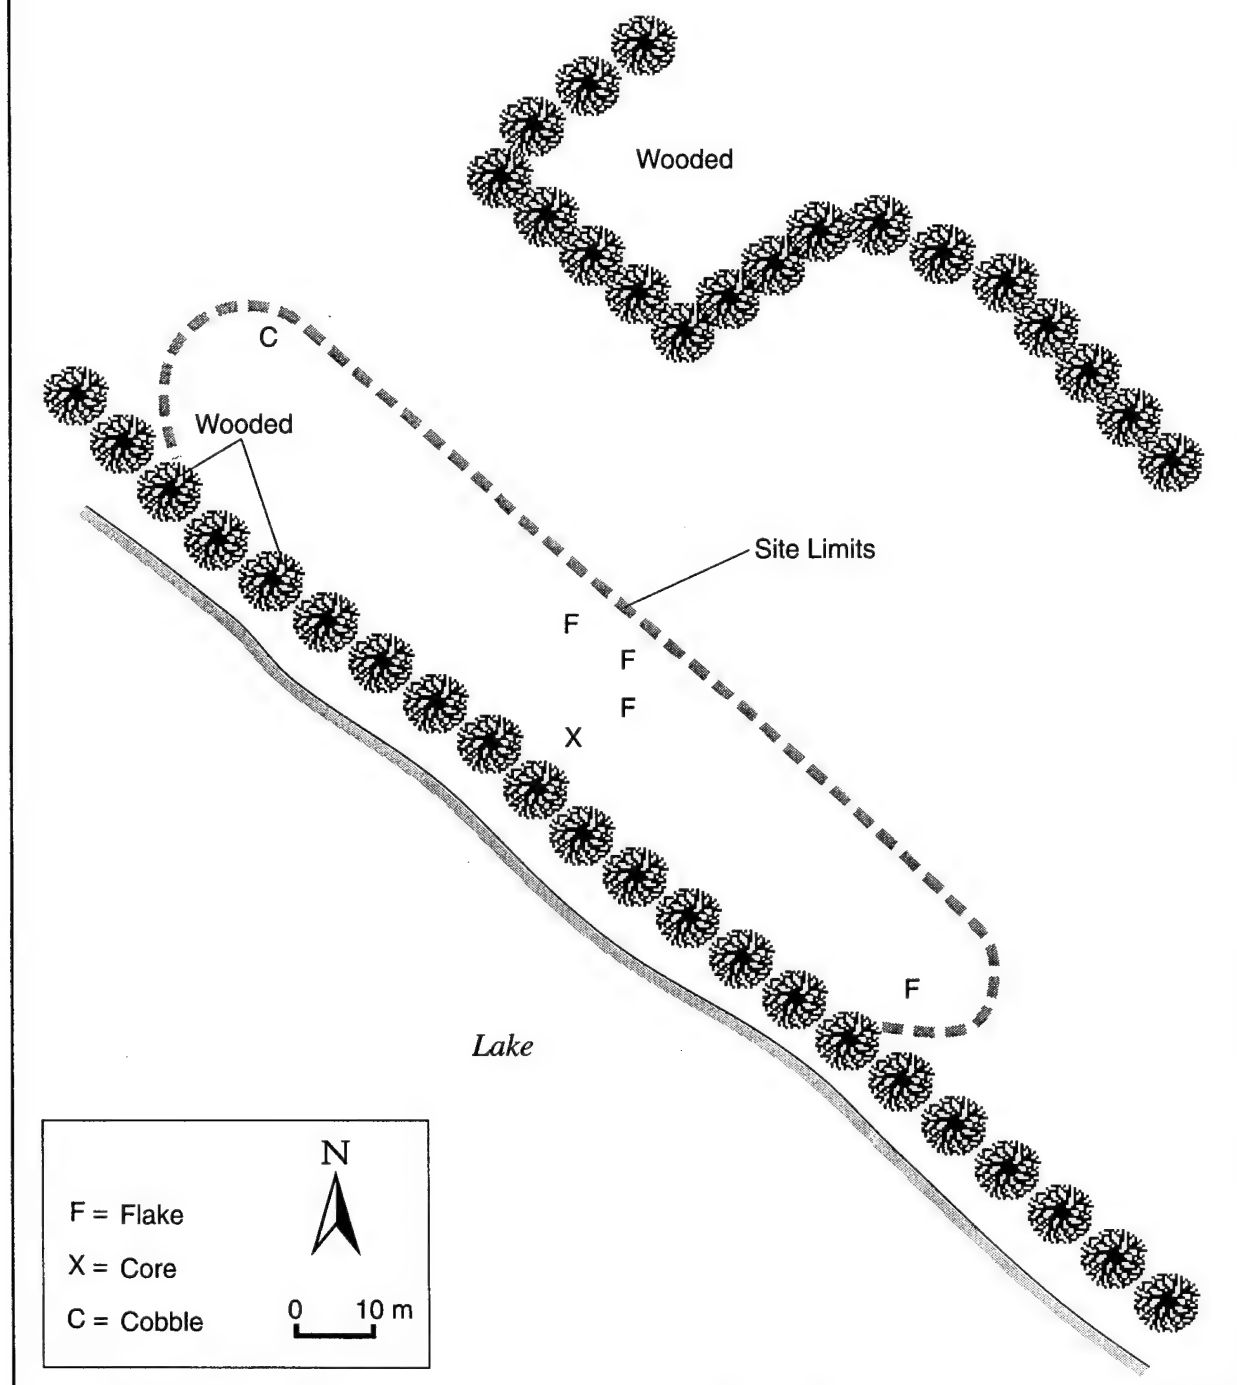 Wooded
C
Wooded
Site Limits
F
F
F
X
F
Lake
N
F = Flake
X = Core
C = Cobble
0 10 m